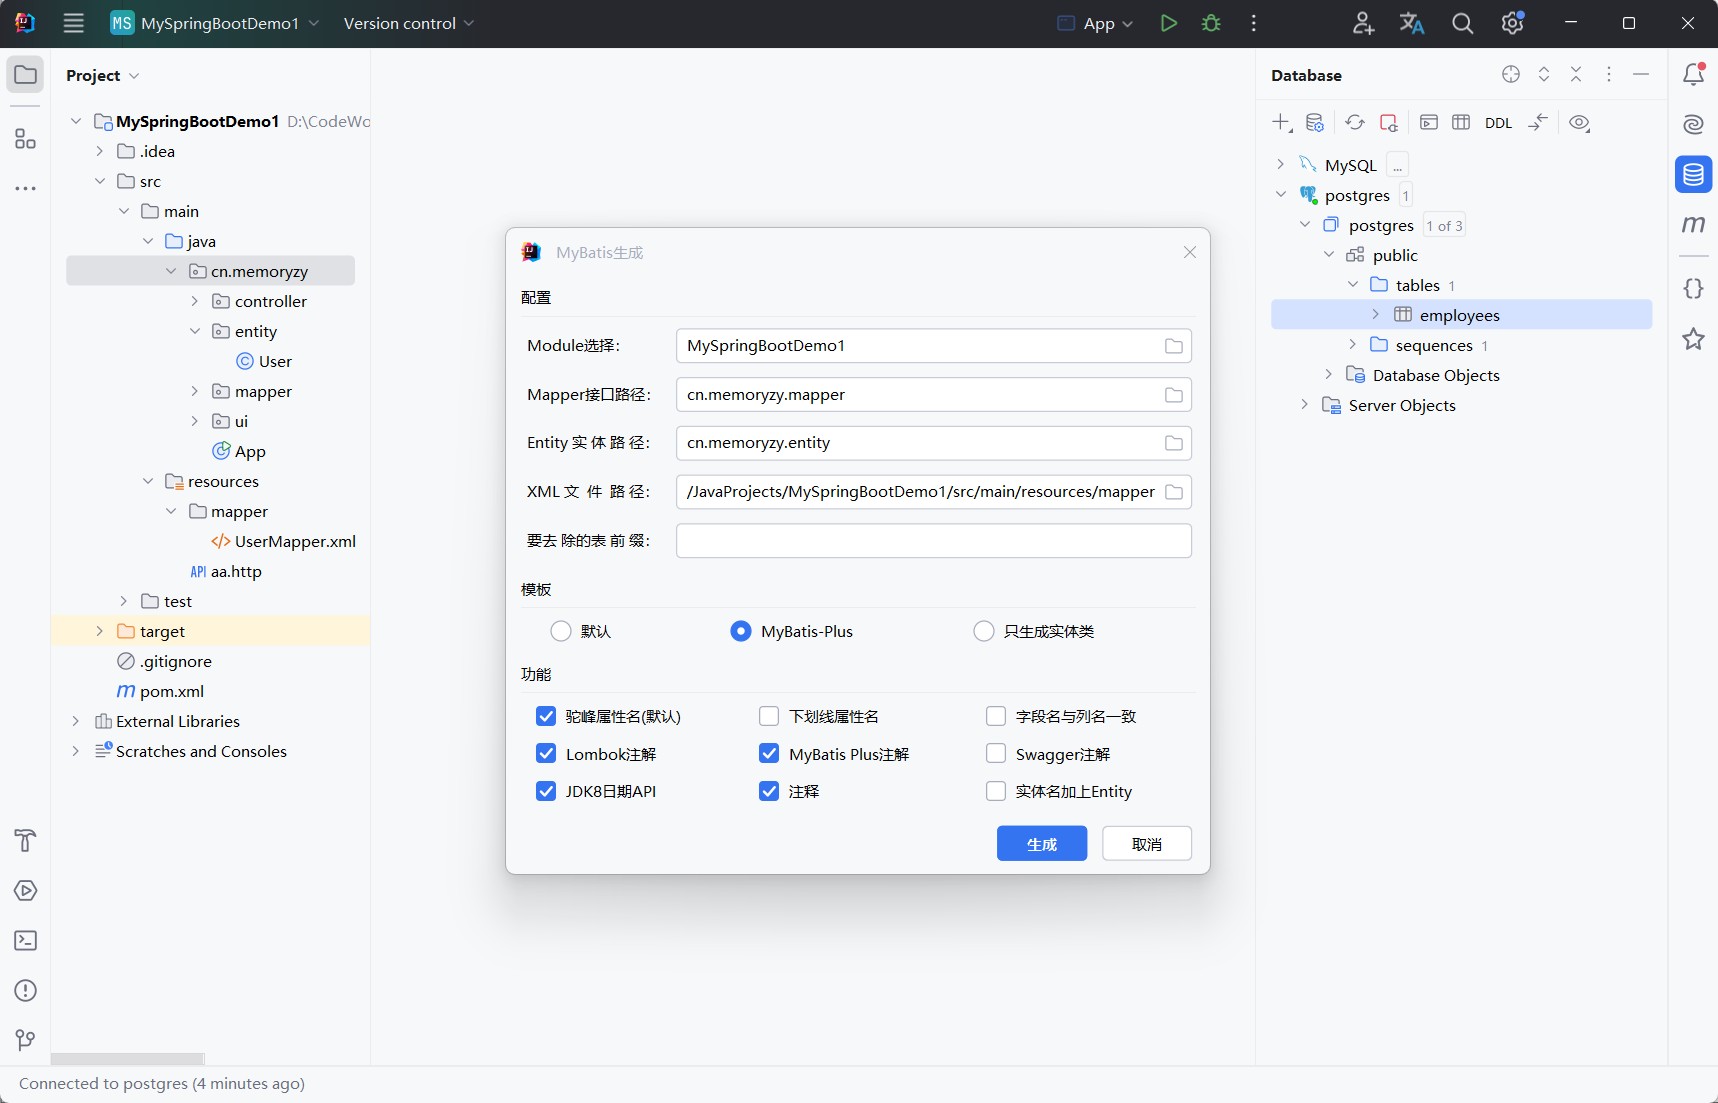 MS MySpringBootDemo1 Version control App
Project
MySpringBootDemo1 D:\CodeWo
.idea
src
main
java
cn.memoryzy
controller
entity
User
mapper
ui
App
resources
mapper
UserMapper.xml
API aa.http
test
target
.gitignore
pom.xml
External Libraries
Scratches and Consoles
MyBatis生成
配置
Module选择: MySpringBootDemo1
Mapper接口路径: cn.memoryzy.mapper
Entity实体路径: cn.memoryzy.entity
XML文件路径: /JavaProjects/MySpringBootDemo1/src/main/resources/mapper
要去除的表前缀:
模板
默认 MyBatis-Plus 只生成实体类
功能
驼峰属性名(默认) 下划线属性名 字段名与列名一致
Lombok注解 MyBatis Plus注解 Swagger注解
JDK8日期API 注释 实体名加上Entity
生成 取消
Database
DDL
MySQL ...
postgres 1
postgres 1 of 3
public
tables 1
employees
sequences 1
Database Objects
Server Objects
Connected to postgres (4 minutes ago)